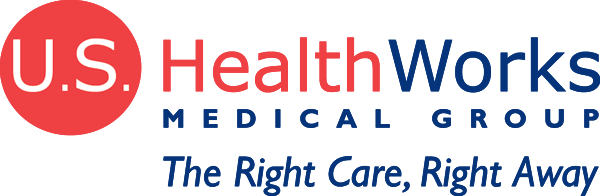 U.S. HealthWorks
MEDICAL GROUP
The Right Care, Right Away